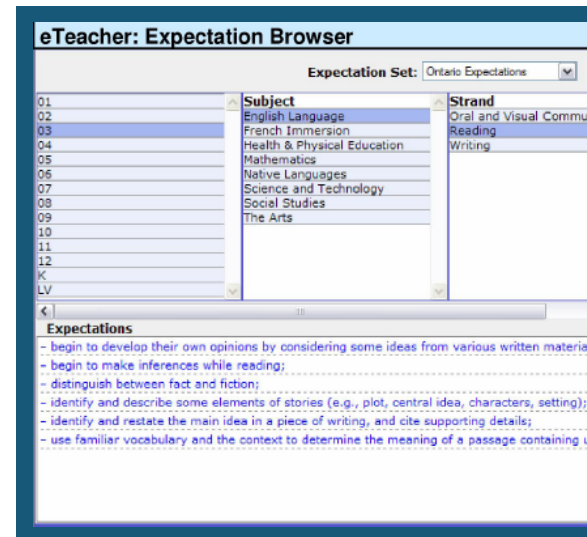 eTeacher: Expectation Browser
Expectation Set: Ontario Expectations
01
02
03
04
05
06
07
08
09
10
11
12
K
LV
Subject
English Language
French Immersion
Health & Physical Education
Mathematics
Native Languages
Science and Technology
Social Studies
The Arts
Strand
Oral and Visual Commu
Reading
Writing
Expectations
- begin to develop their own opinions by considering some ideas from various written materia
- begin to make inferences while reading;
- distinguish between fact and fiction;
- identify and describe some elements of stories (e.g., plot, central idea, characters, setting);
- identify and restate the main idea in a piece of writing, and cite supporting details;
- use familiar vocabulary and the context to determine the meaning of a passage containing u